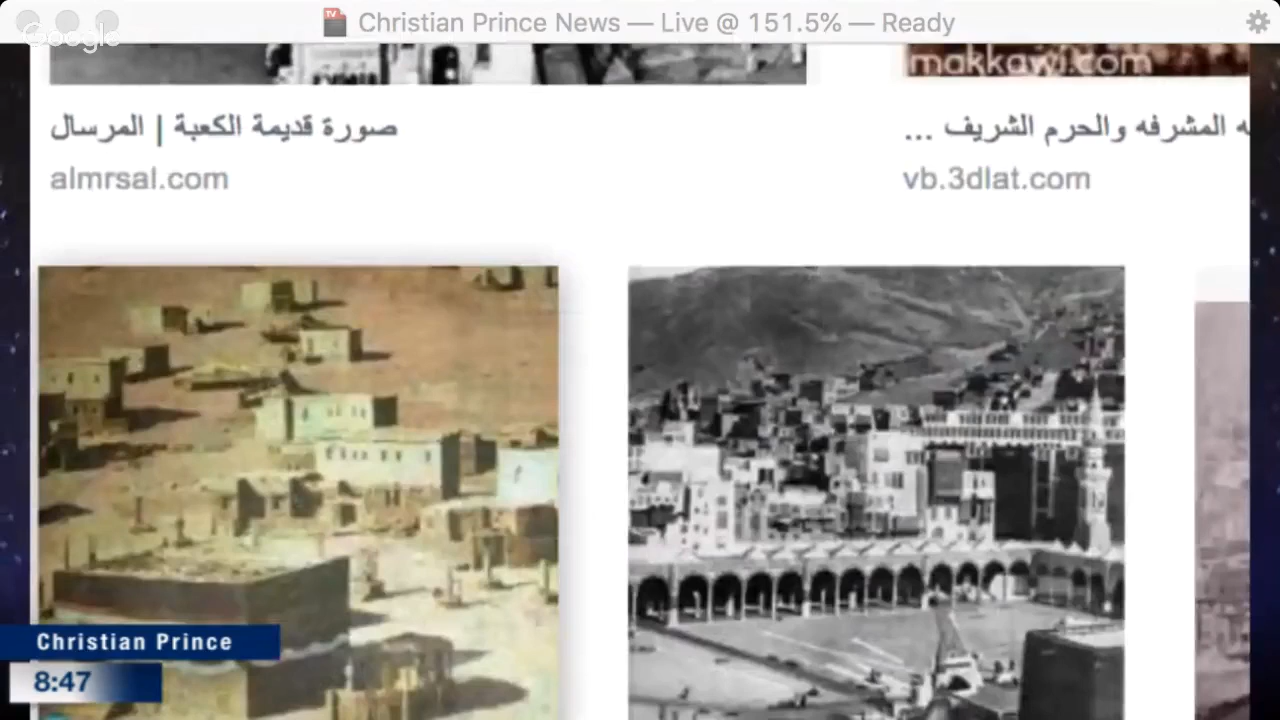 Christian Prince News — Live @ 151.5% — Ready
Google
makkawi.com
صورة قديمة الكعبة | المرسال
almrsal.com
ه المشرفه والحرم الشريف ...
vb.3dlat.com
Christian Prince
8:47